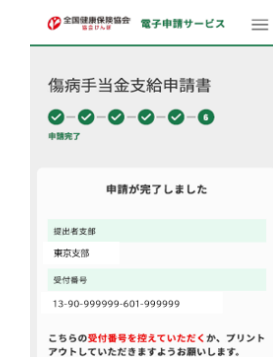 全国健康保険協会
協会けんぽ
電子申請サービス
傷病手当金支給申請書
6
申請完了
申請が完了しました
提出者支部
東京支部
受付番号
13-90-999999-601-999999
こちらの受付番号を控えていただくか、プリント
アウトしていただきますようお願いします。